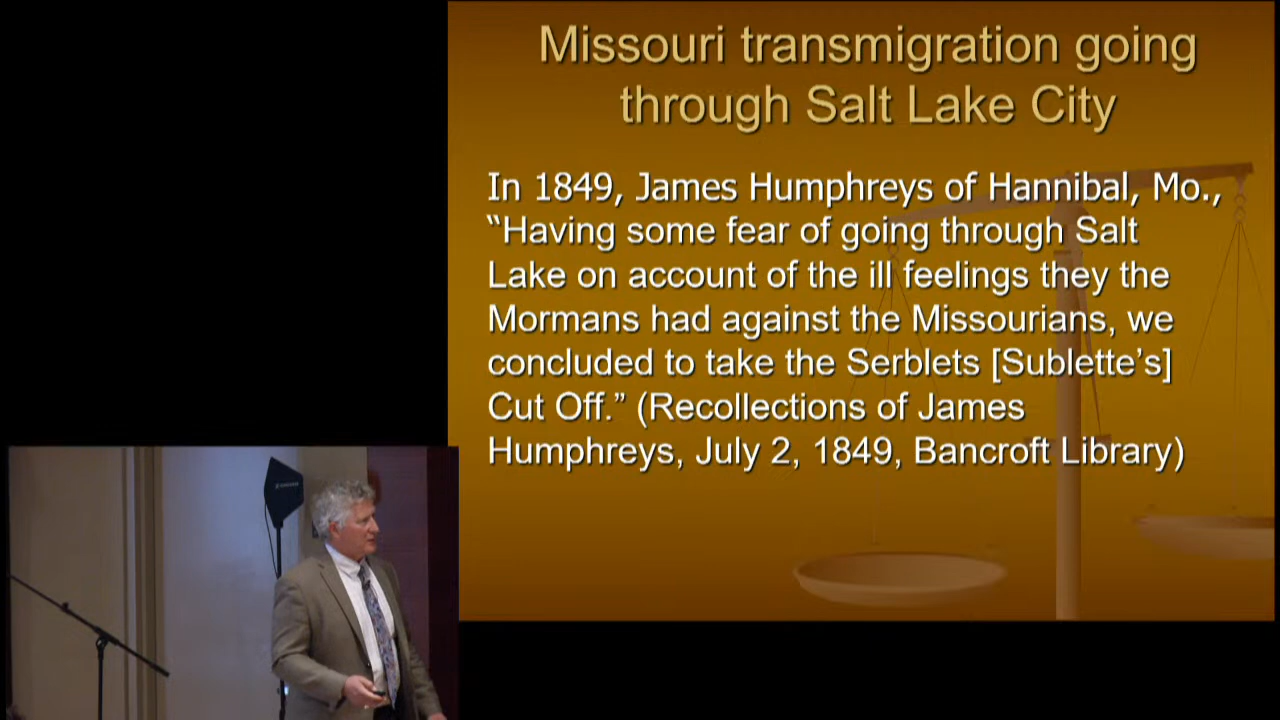 Missouri transmigration going
through Salt Lake City
In 1849, James Humphreys of Hannibal, Mo.,
“Having some fear of going through Salt
Lake on account of the ill feelings they the
Mormans had against the Missourians, we
concluded to take the Serblets [Sublette’s]
Cut Off.” (Recollections of James
Humphreys, July 2, 1849, Bancroft Library)